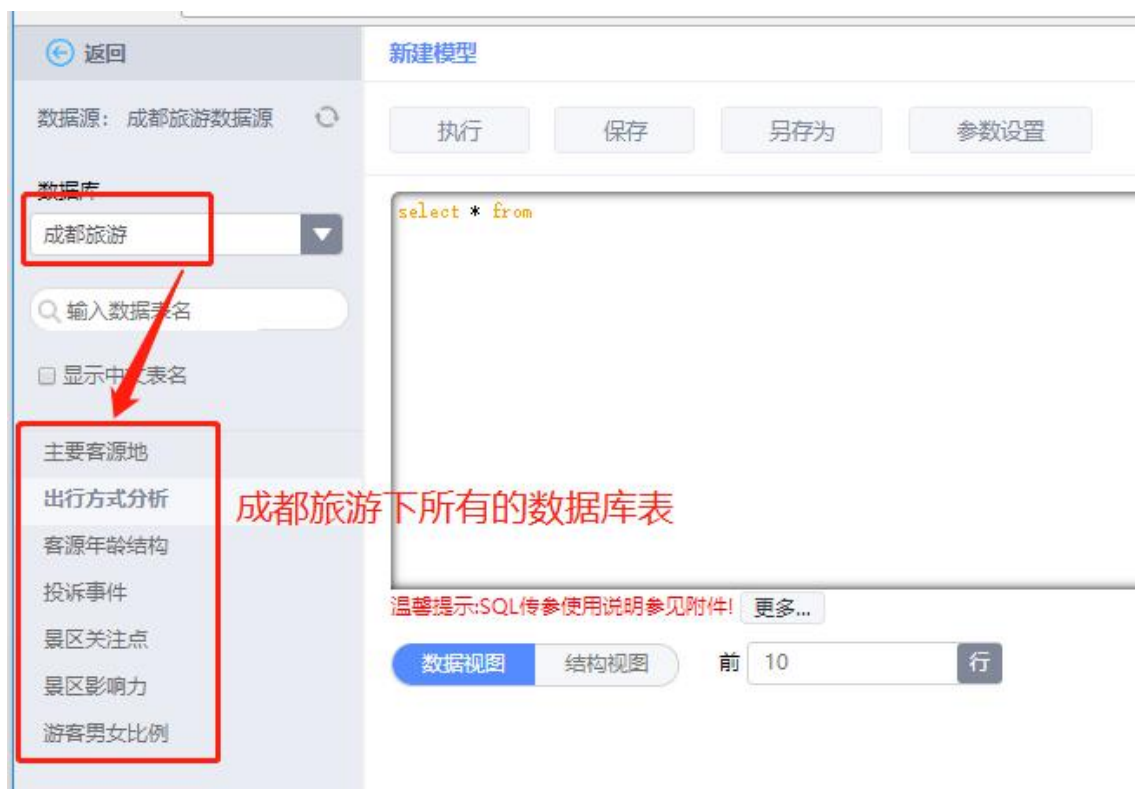 返回
数据源： 成都旅游数据源
数据库
成都旅游
输入数据表名
显示中文表名
主要客源地
出行方式分析
客源年龄结构
投诉事件
景区关注点
景区影响力
游客男女比例
新建模型
执行 保存 另存为 参数设置
select * from
成都旅游下所有的数据库表
温馨提示:SQL传参使用说明参见附件! 更多...
数据视图 结构视图 前 10 行